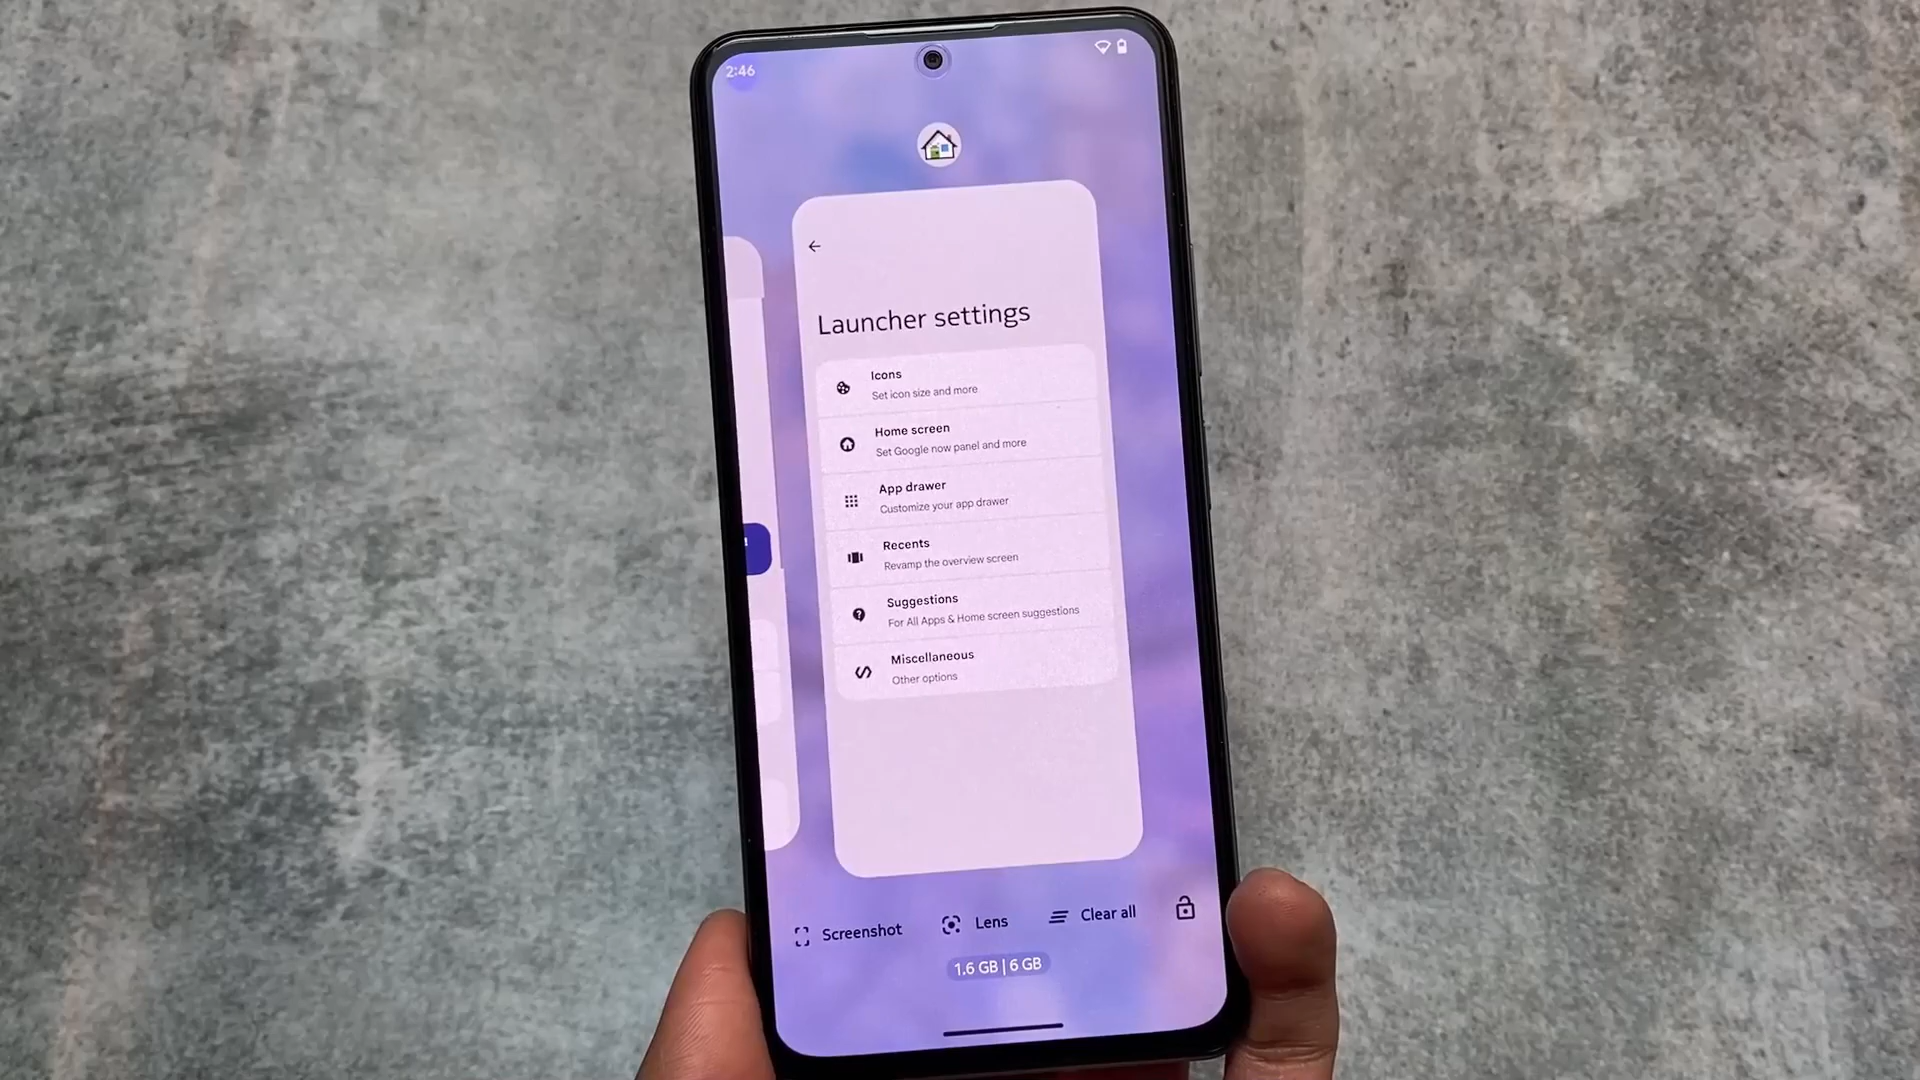 2:46
Launcher settings
Icons
Set icon size and more
Home screen
Set Google now panel and more
App drawer
Customize your app drawer
Recents
Revamp the overview screen
Suggestions
For All Apps & Home screen suggestions
Miscellaneous
Other options
Screenshot
Lens
Clear all
1.6 GB | 6 GB